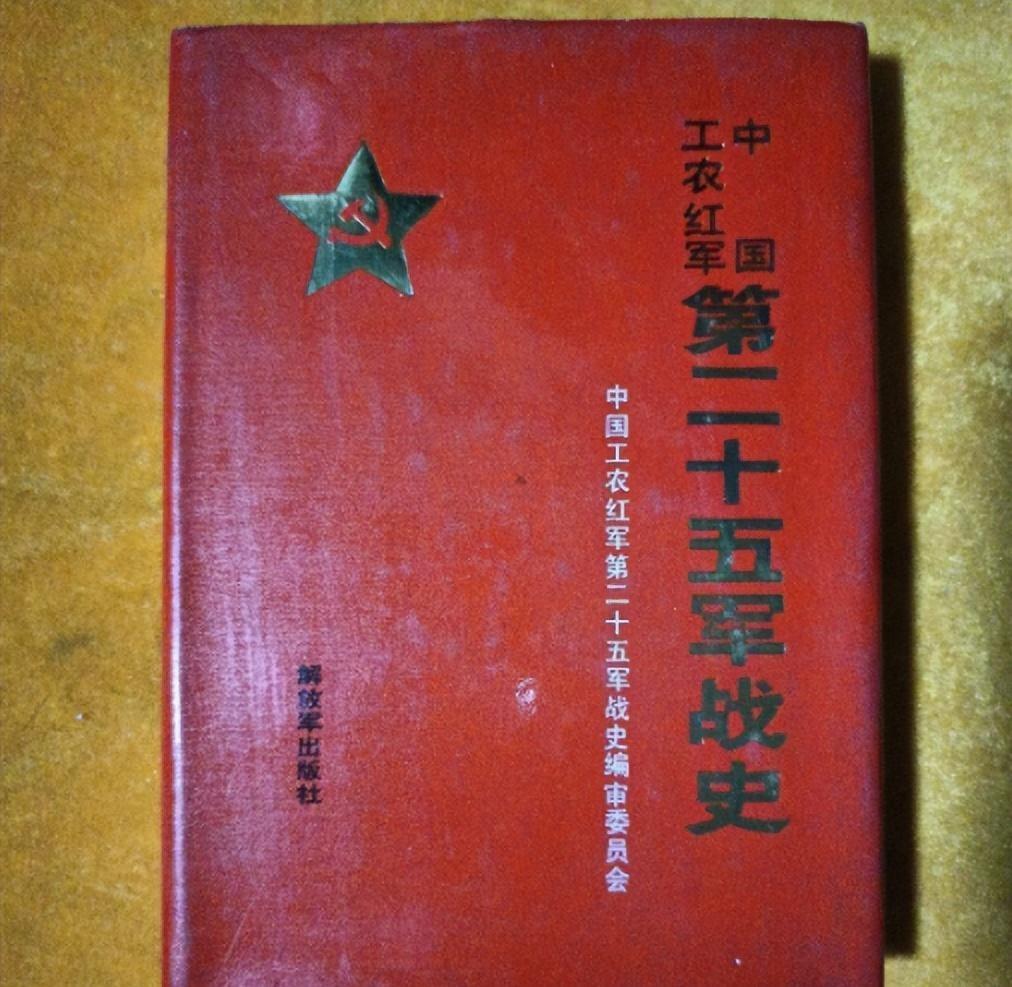 中国
工农红军
第二十五军战史
中国工农红军第二十五军战史编审委员会
解放军出版社